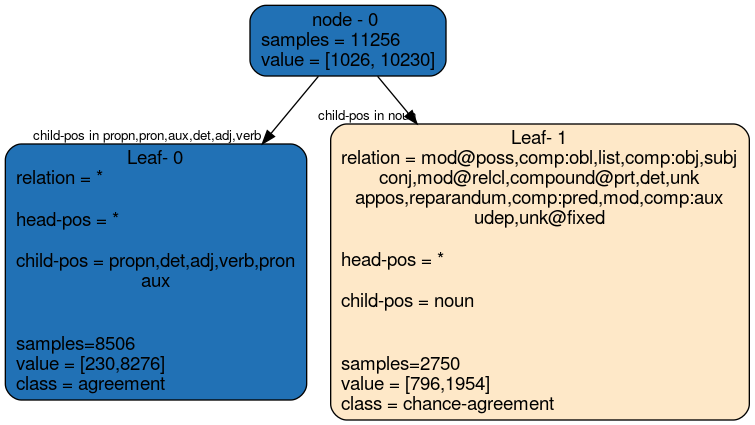 node - 0
samples = 11256
value = [1026, 10230]
child-pos in propn,pron,aux,det,adj,verb
child-pos in noun
Leaf- 0
relation = *
head-pos = *
child-pos = propn,det,adj,verb,pron
aux
samples=8506
value = [230,8276]
class = agreement
Leaf- 1
relation = mod@poss,comp:obl,list,comp:obj,subj
conj,mod@relcl,compound@prt,det,unk
appos,reparandum,comp:pred,mod,comp:aux
udep,unk@fixed
head-pos = *
child-pos = noun
samples=2750
value = [796,1954]
class = chance-agreement